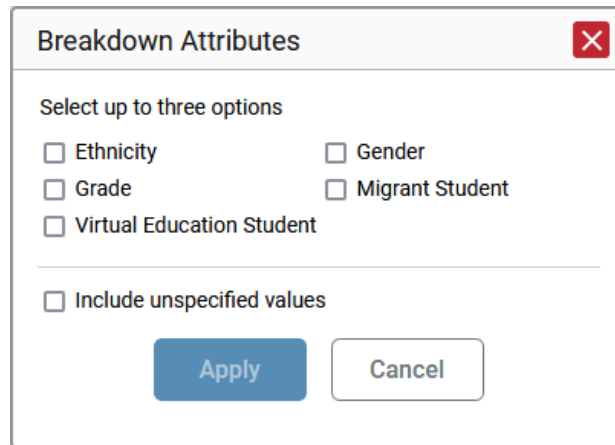 Breakdown Attributes
Select up to three options
Ethnicity
Gender
Grade
Migrant Student
Virtual Education Student
Include unspecified values
Apply
Cancel